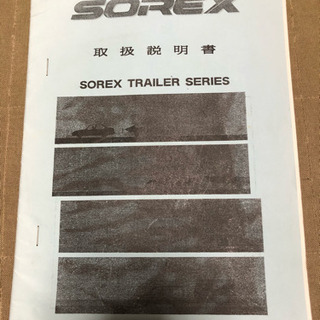 SOREX
取扱説明書
SOREX TRAILER SERIES